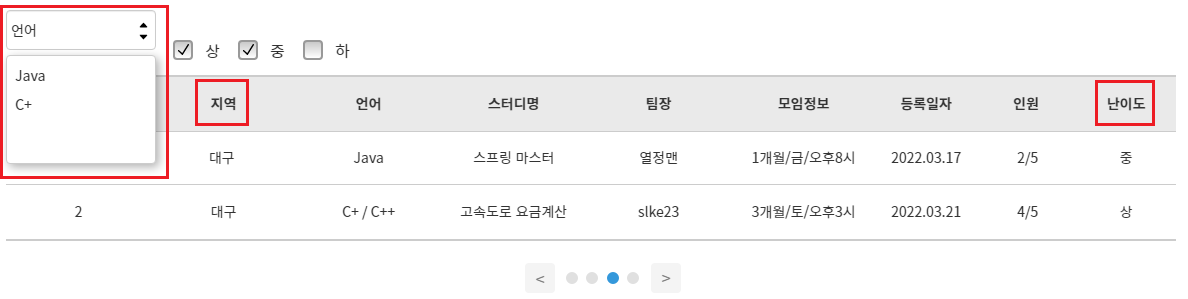 언어
상 중 하
Java
C+
지역 언어 스터디명 팀장 모임정보 등록일자 인원 난이도
대구 Java 스프링 마스터 열정맨 1개월/금/오후8시 2022.03.17 2/5 중
2 대구 C+ / C++ 고속도로 요금계산 slke23 3개월/토/오후3시 2022.03.21 4/5 상
< >